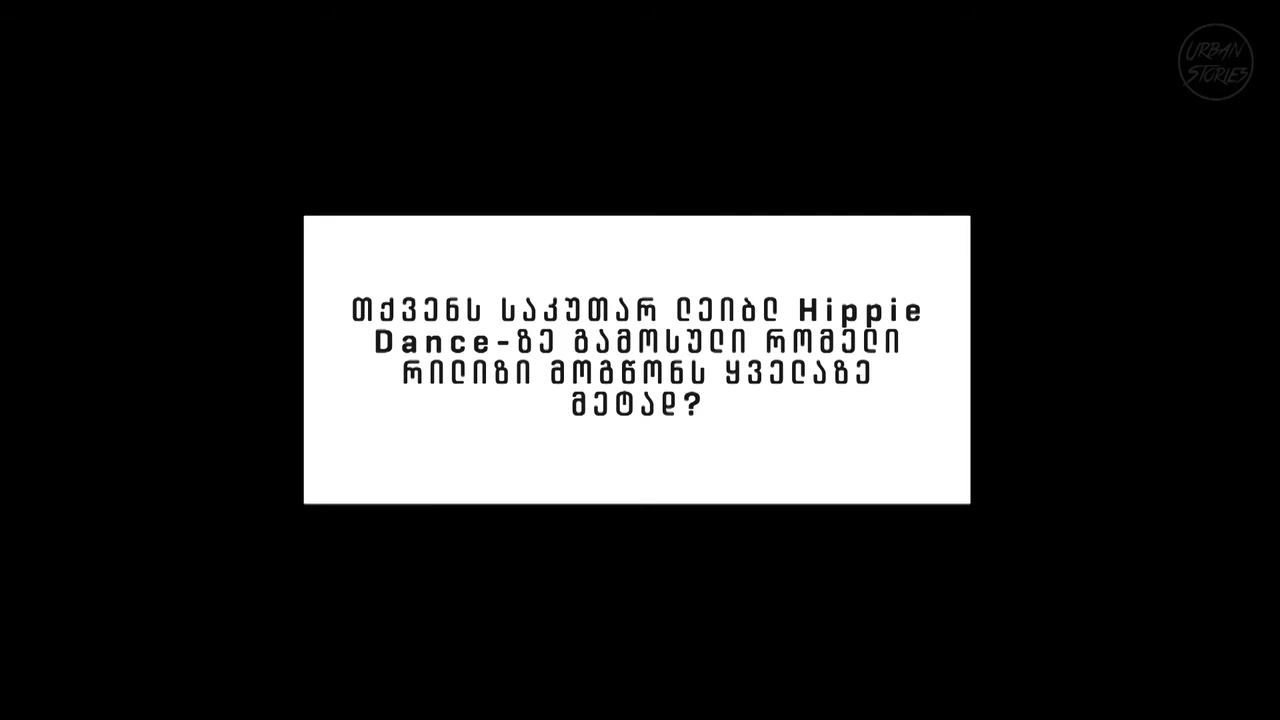 URBAN
STORIES
თქვენს საკუთარ ლეიბლ Hippie
Dance-ზე გამოსული რომელი
რილიზი მოგწონს ყველაზე
მეტად?